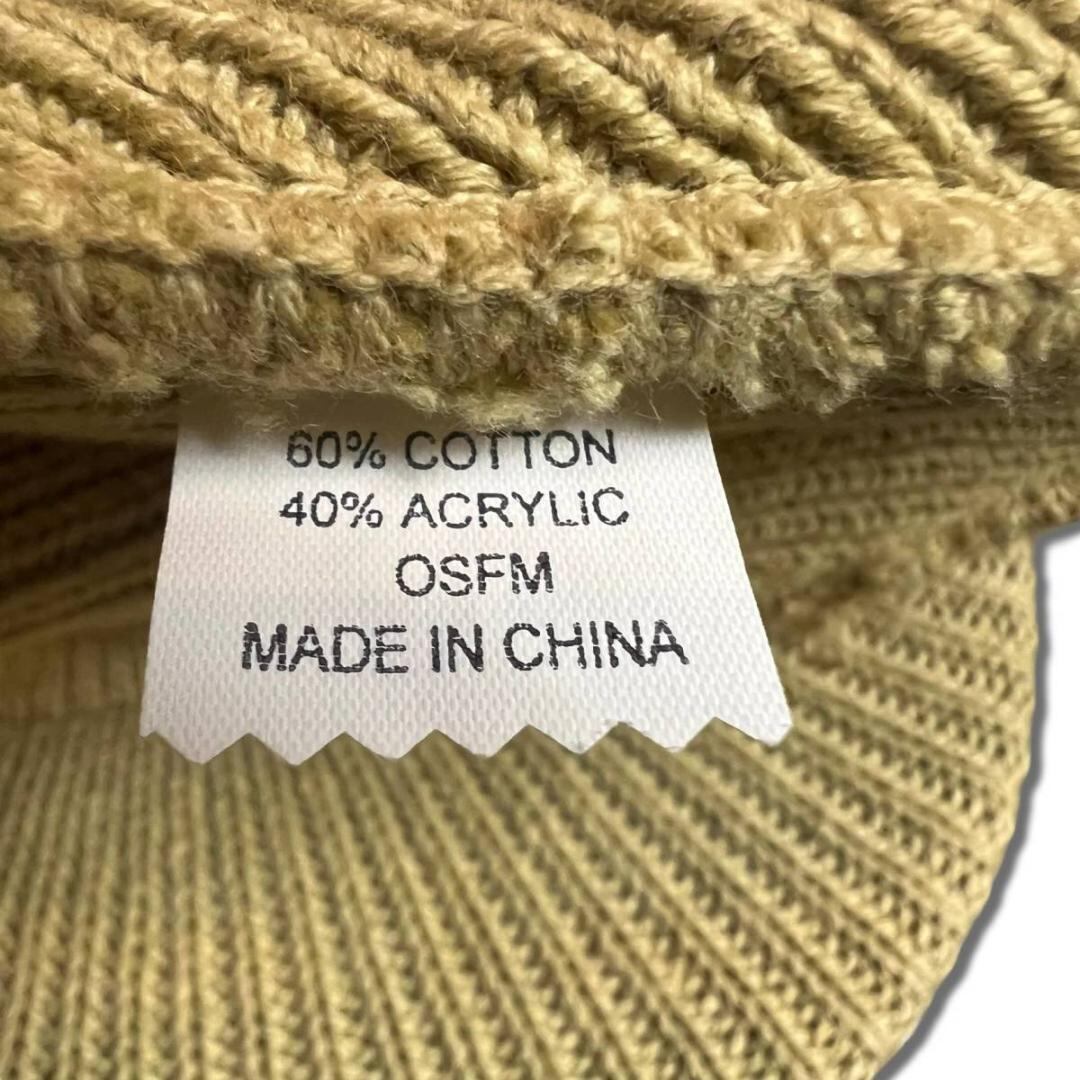 60% COTTON
40% ACRYLIC
OSFM
MADE IN CHINA